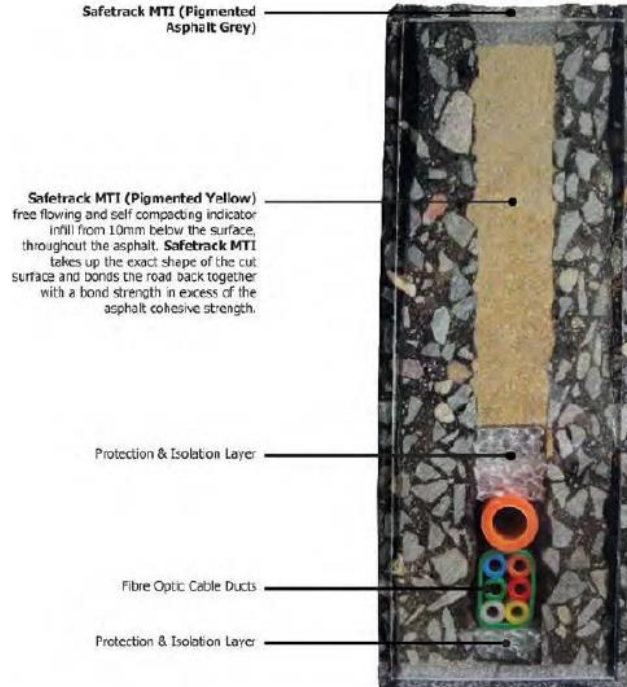 Safetrack MTI (Pigmented
Asphalt Grey)
Safetrack MTI (Pigmented Yellow)
free flowing and self compacting indicator
infill from 10mm below the surface,
throughout the asphalt. Safetrack MTI
takes up the exact shape of the cut
surface and bonds the road back together
with a bond strength in excess of the
asphalt cohesive strength.
Protection & Isolation Layer
Fibre Optic Cable Ducts
Protection & Isolation Layer